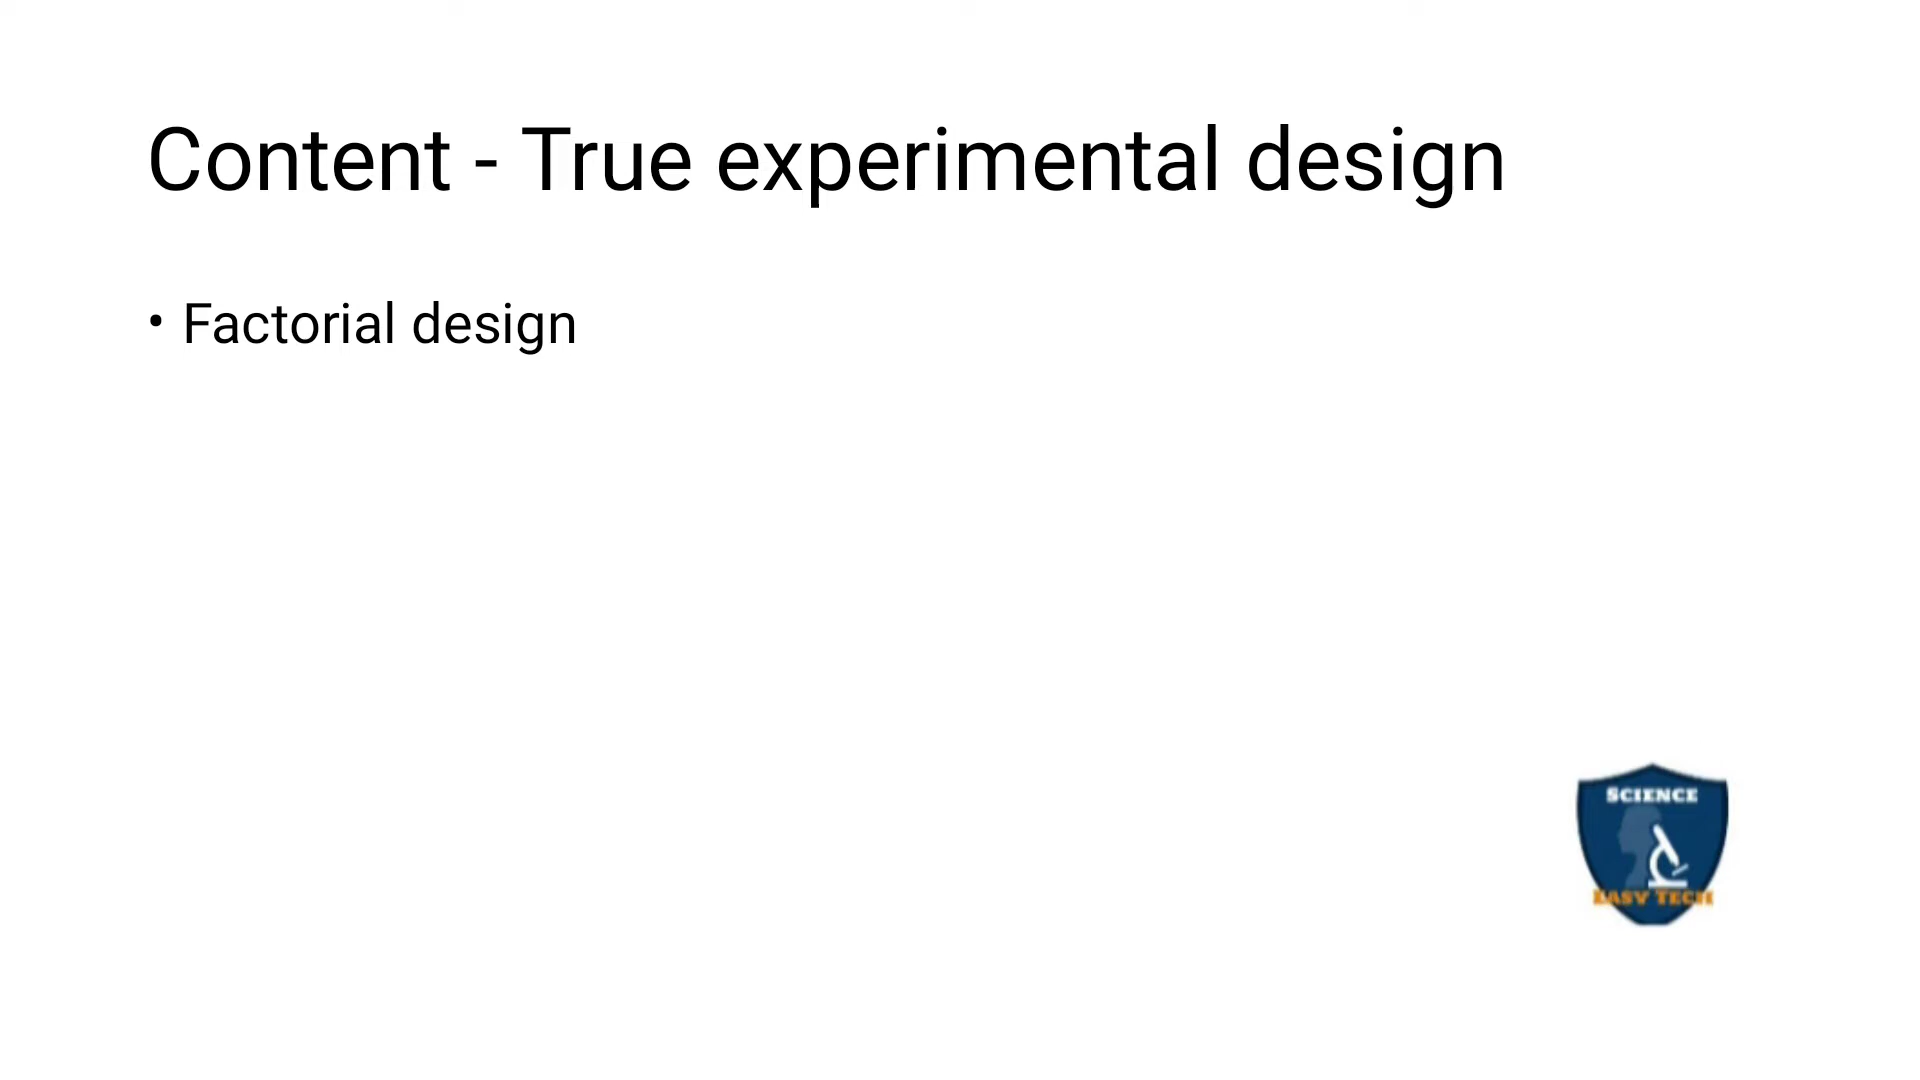 Content - True experimental design
• Factorial design
SCIENCE
EASY TECH